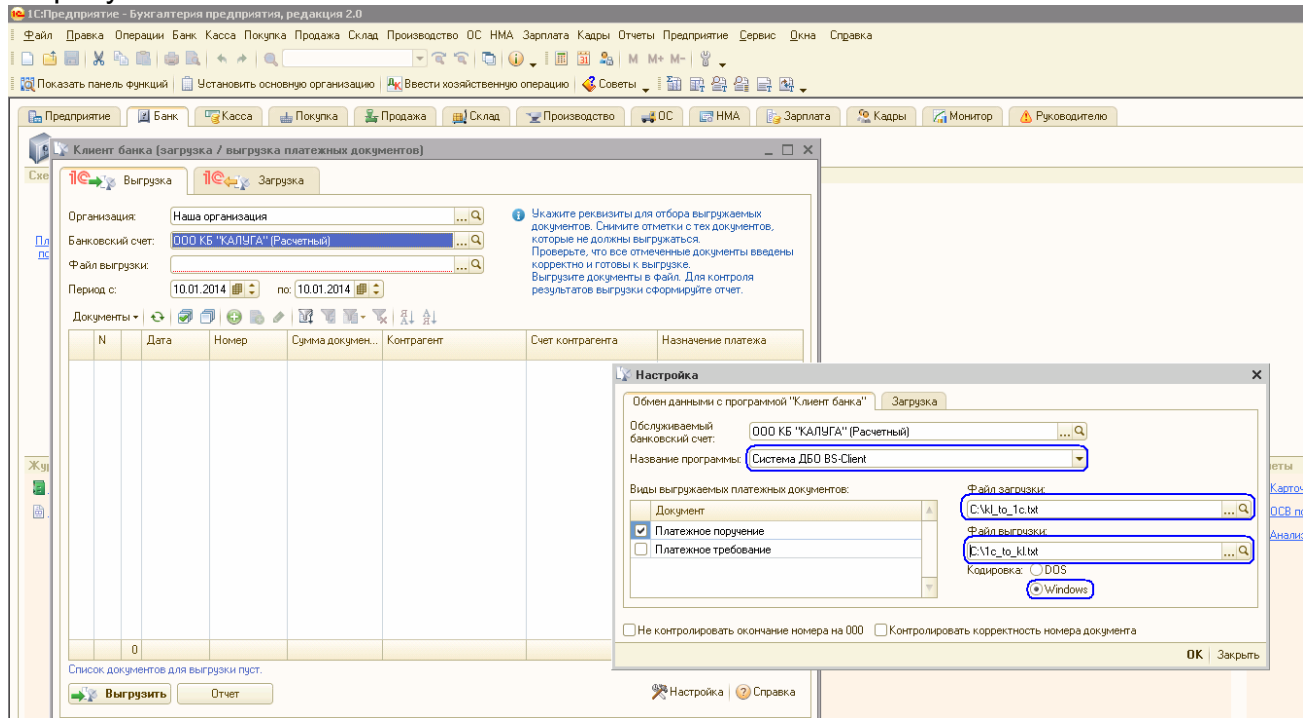 1С:Предприятие - Бухгалтерия предприятия, редакция 2.0
Файл Правка Операции Банк Касса Покупка Продажа Склад Производство ОС НМА Зарплата Кадры Отчеты Предприятие Сервис Окна Справка
M M+ M-
Показать панель функций Установить основную организацию Ввести хозяйственную операцию Советы
Предприятие Банк Касса Покупка Продажа Склад Производство ОС НМА Зарплата Кадры Монитор Руководителю
Клиент банка (загрузка / выгрузка платежных документов)
Схе
Выгрузка Загрузка
Организация: Наша организация
Банковский счет: ООО КБ "КАЛУГА" (Расчетный)
Файл выгрузки:
Период с: 10.01.2014 по: 10.01.2014
Укажите реквизиты для отбора выгружаемых
документов. Снимите отметки с тех документов,
которые не должны выгружаться.
Проверьте, что все отмеченные документы введены
корректно и готовы к выгрузке.
Выгрузите документы в файл. Для контроля
результатов выгрузки сформируйте отчет.
Пл
по
Документы
N Дата Номер Сумма докумен... Контрагент Счет контрагента Назначение платежа
Настройка
Обмен данными с программой "Клиент банка" Загрузка
Обслуживаемый
банковский счет: ООО КБ "КАЛУГА" (Расчетный)
Название программы: Система ДБО BS-Client
Виды выгружаемых платежных документов:
Документ
Платежное поручение
Платежное требование
Файл загрузки:
C:\kl_to_1c.txt
Файл выгрузки:
C:\1c_to_kl.txt
Кодировка: DOS
Windows
Не контролировать окончание номера на 000 Контролировать корректность номера документа
OK Закрыть
Жур
еты
Карточ
ОСВ по
Анализ
0
Список документов для выгрузки пуст.
Выгрузить Отчет Настройка Справка